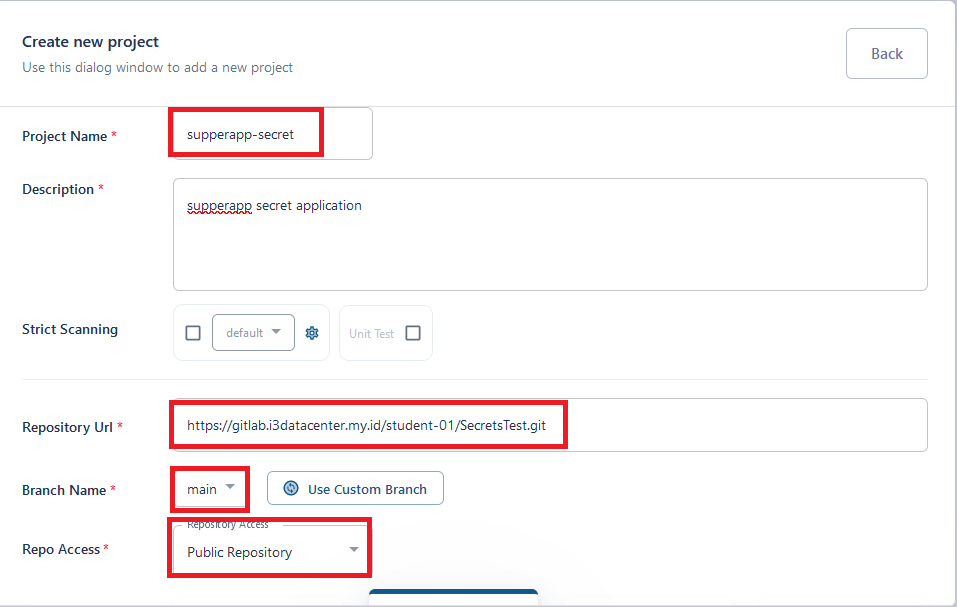 Create new project
Use this dialog window to add a new project
Back
Project Name *
supperapp-secret
Description *
supperapp secret application
Strict Scanning
default
Unit Test
Repository Url *
https://gitlab.i3datacenter.my.id/student-01/SecretsTest.git
Branch Name *
main
Use Custom Branch
Repository Access
Repo Access *
Public Repository